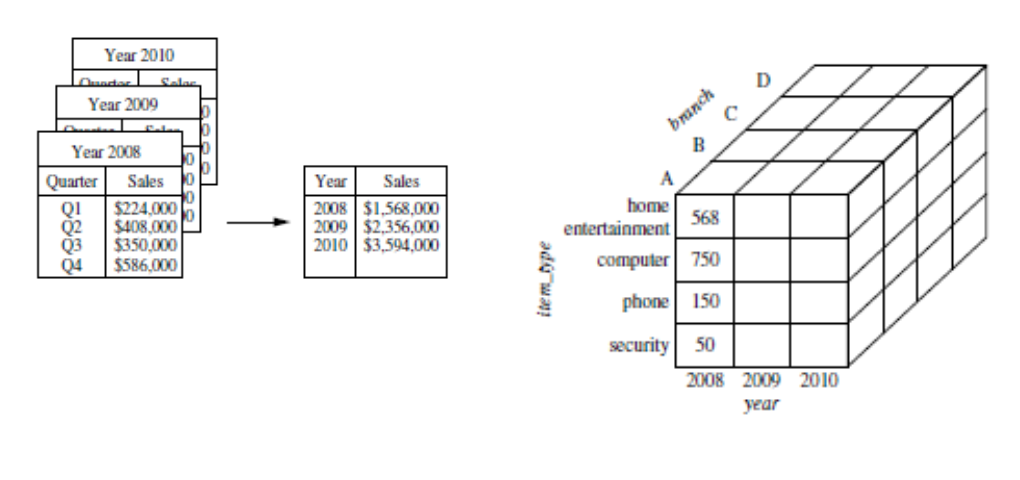 Year 2010
Quarter Sales
Year 2009
Quarter Sales
Year 2008
Quarter Sales
Q1 $224,000
Q2 $408,000
Q3 $350,000
Q4 $586,000
Year Sales
2008 $1,568,000
2009 $2,356,000
2010 $3,594,000
branch
D
C
B
A
item_type
home
entertainment 568
computer 750
phone 150
security 50
2008 2009 2010
year